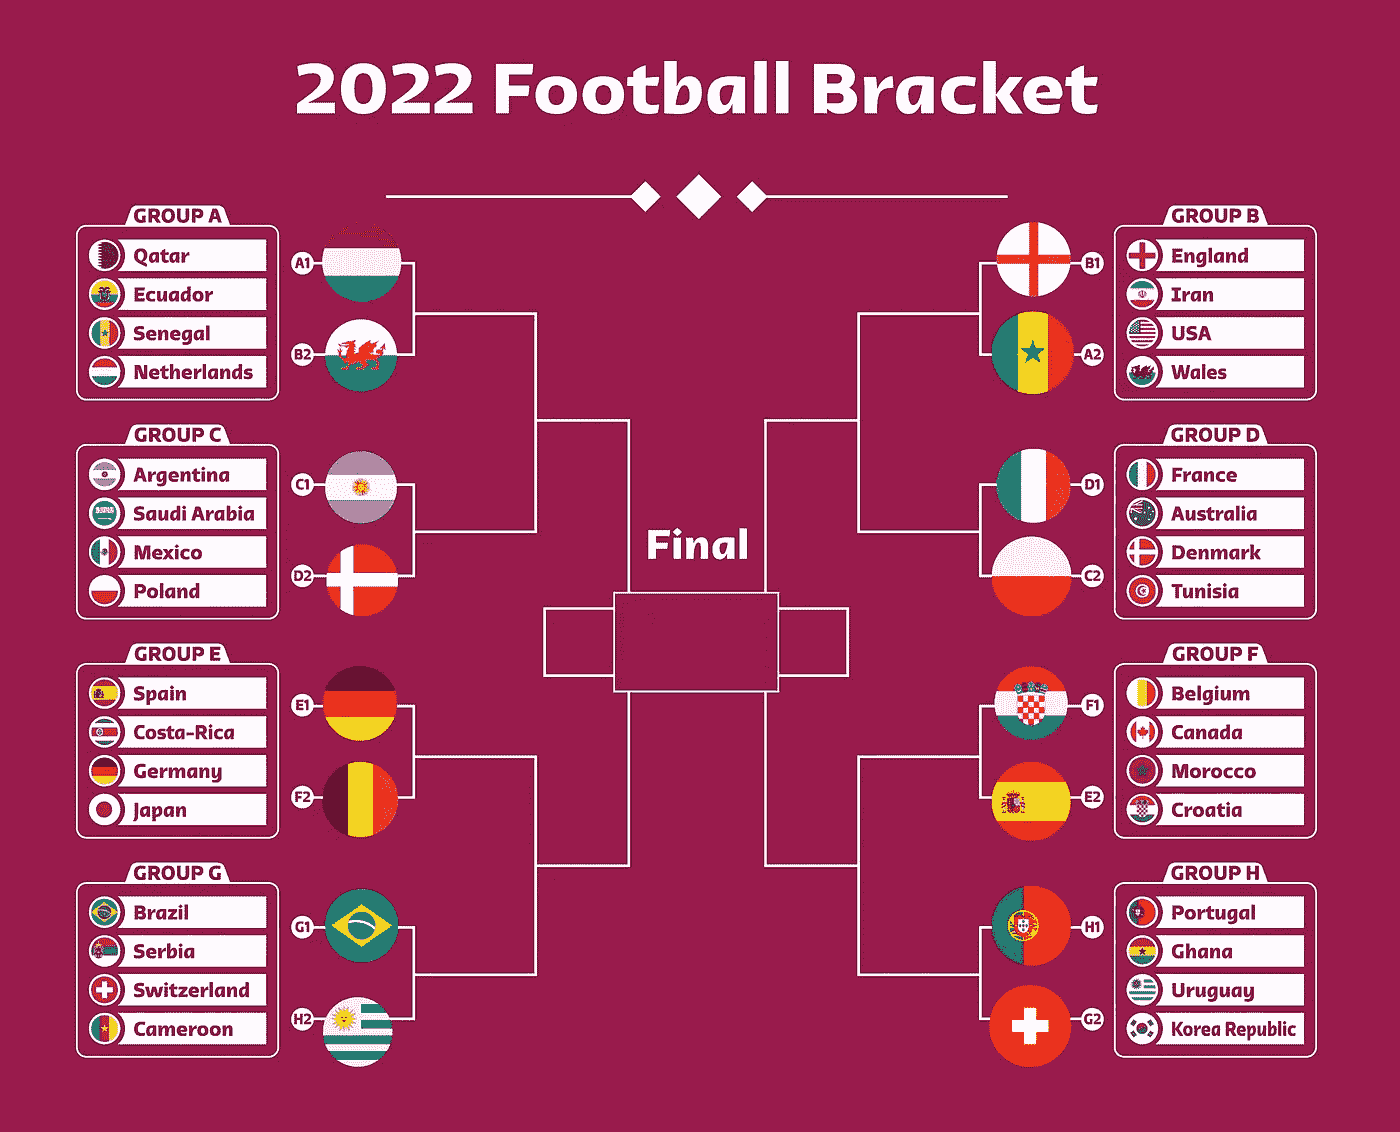 2022 Football Bracket
GROUP A
Qatar
Ecuador
Senegal
Netherlands
A1
B2
GROUP B
England
Iran
USA
Wales
B1
A2
GROUP C
Argentina
Saudi Arabia
Mexico
Poland
C1
D2
GROUP D
France
Australia
Denmark
Tunisia
D1
C2
Final
GROUP E
Spain
Costa-Rica
Germany
Japan
E1
F2
GROUP F
Belgium
Canada
Morocco
Croatia
F1
E2
GROUP G
Brazil
Serbia
Switzerland
Cameroon
G1
H2
GROUP H
Portugal
Ghana
Uruguay
Korea Republic
H1
G2